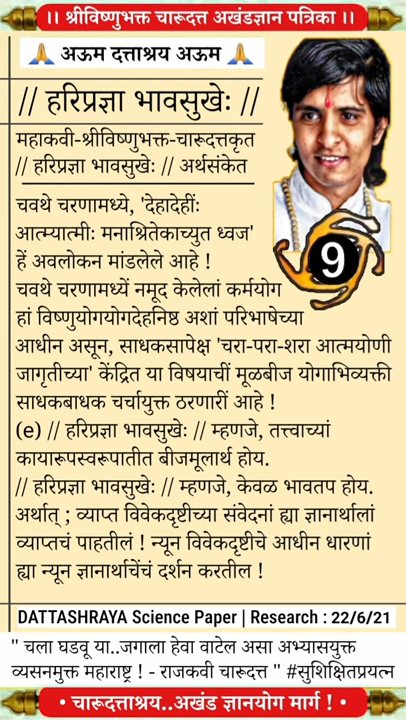 ।। श्रीविष्णुभक्त चारूदत्त अखंडज्ञान पत्रिका ।।
🙏 अऊम दत्ताश्रय अऊम 🙏
// हरिप्रज्ञा भावसुखेः //
महाकवी-श्रीविष्णुभक्त-चारूदत्तकृत
// हरिप्रज्ञा भावसुखेः // अर्थसंकेत
चवथे चरणामध्ये, 'देहादेहींः
आत्म्यात्मीः मनाश्रितेकाच्युत ध्वज'
हें अवलोकन मांडलेले आहे !
9
चवथे चरणामध्यें नमूद केलेलां कर्मयोग
हां विष्णुयोगयोगदेहनिष्ठ अशां परिभाषेच्या
आधीन असून, साधकसापेक्ष 'चरा-परा-शरा आत्मयोणी
जागृतीच्या' केंद्रित या विषयाचीं मूळबीज योगाभिव्यक्ती
साधकबाधक चर्चायुक्त ठरणारीं आहे !
(e) // हरिप्रज्ञा भावसुखेः // म्हणजे, तत्त्वाच्यां
कायारूपस्वरूपातीत बीजमूलार्थ होय.
// हरिप्रज्ञा भावसुखेः // म्हणजे, केवळ भावतप होय.
अर्थात् ; व्याप्त विवेकदृष्टीच्या संवेदनां ह्या ज्ञानार्थालां
व्याप्तचं पाहतीलं ! न्यून विवेकदृष्टीचे आधीन धारणां
ह्या न्यून ज्ञानार्थाचेंचं दर्शन करतील !
DATTASHRAYA Science Paper | Research : 22/6/21
" चला घडवू या..जगाला हेवा वाटेल असा अभ्यासयुक्त
व्यसनमुक्त महाराष्ट्र ! - राजकवी चारूदत्त " #सुशिक्षितप्रयत्न
• चारूदत्ताश्रय..अखंड ज्ञानयोग मार्ग ! •